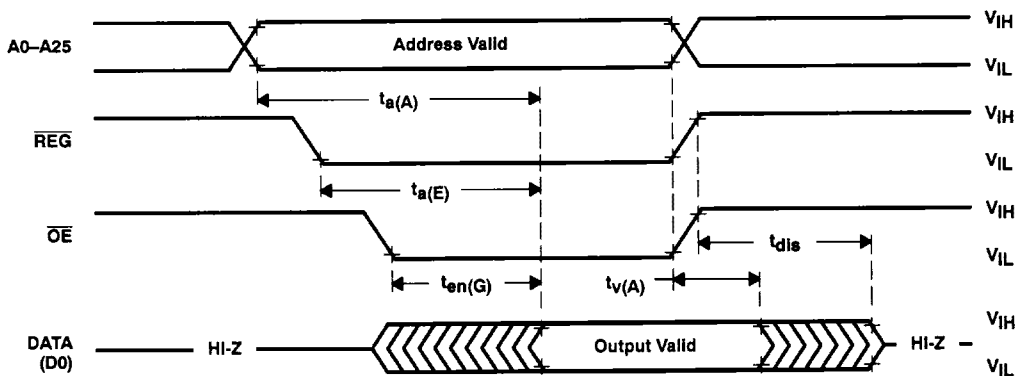 A0–A25
Address Valid
VIH
VIL
ta(A)
REG
VIH
VIL
ta(E)
OE
VIH
VIL
tdis
ten(G)
tv(A)
DATA
(D0)
HI-Z
Output Valid
HI-Z
VIH
VIL